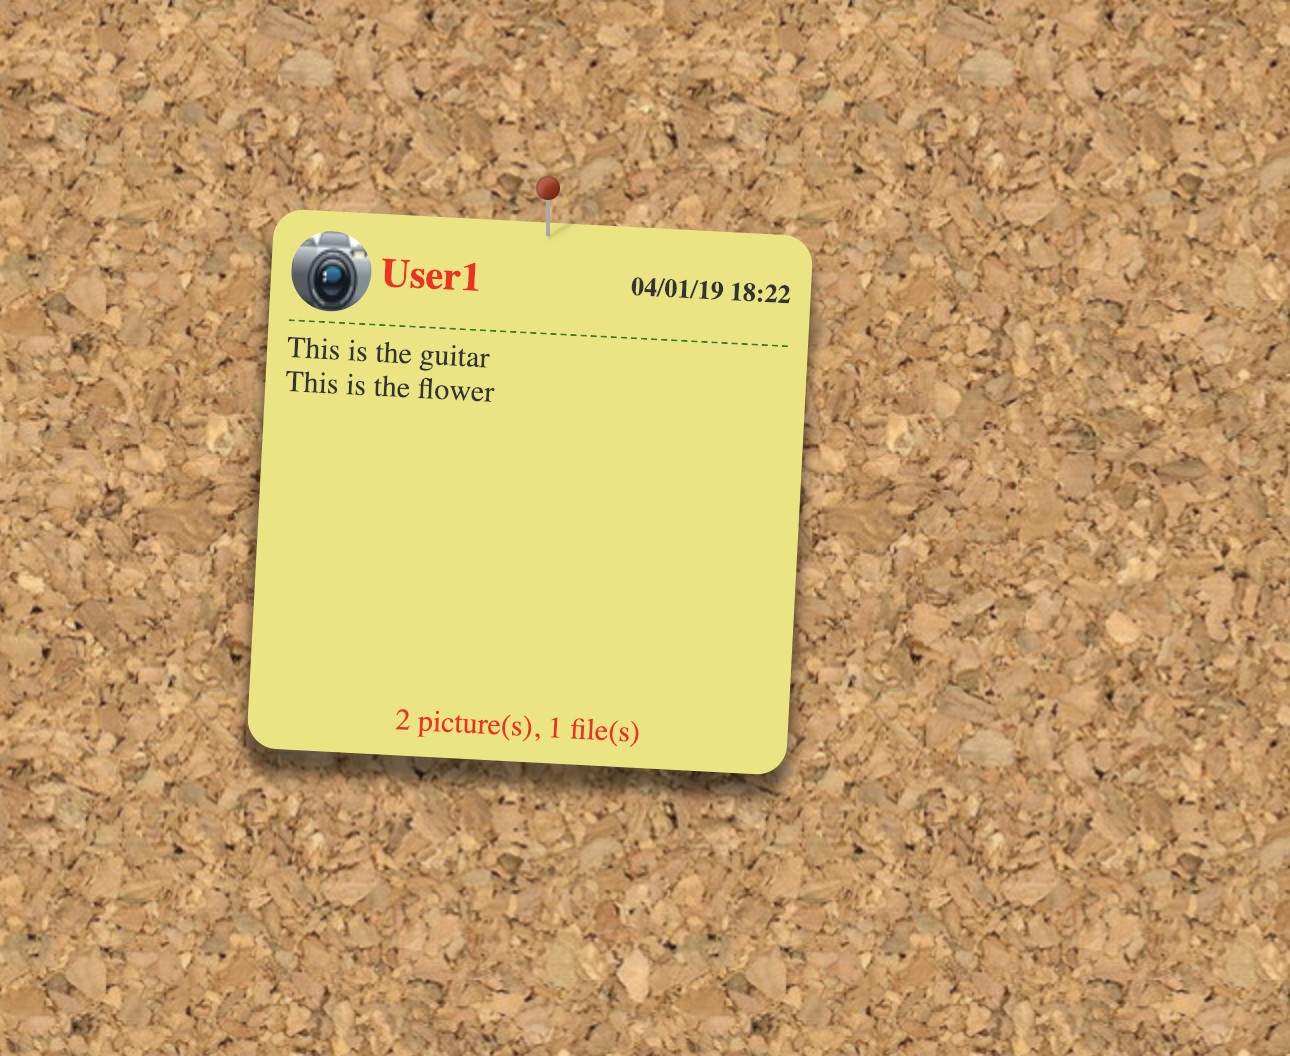 User1
04/01/19 18:22
This is the guitar
This is the flower
2 picture(s), 1 file(s)